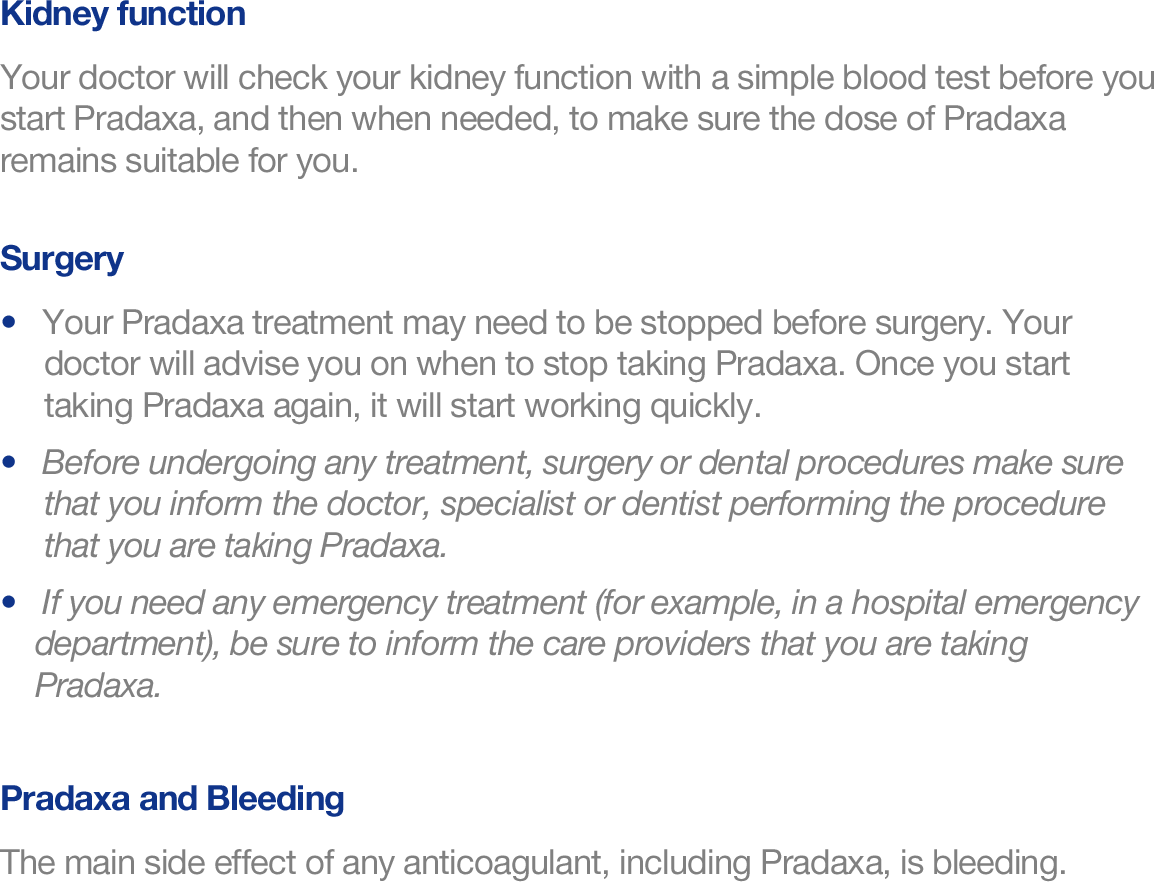 Kidney function
Your doctor will check your kidney function with a simple blood test before you
start Pradaxa, and then when needed, to make sure the dose of Pradaxa
remains suitable for you.
Surgery
• Your Pradaxa treatment may need to be stopped before surgery. Your
doctor will advise you on when to stop taking Pradaxa. Once you start
taking Pradaxa again, it will start working quickly.
• Before undergoing any treatment, surgery or dental procedures make sure
that you inform the doctor, specialist or dentist performing the procedure
that you are taking Pradaxa.
• If you need any emergency treatment (for example, in a hospital emergency
department), be sure to inform the care providers that you are taking
Pradaxa.
Pradaxa and Bleeding
The main side effect of any anticoagulant, including Pradaxa, is bleeding.